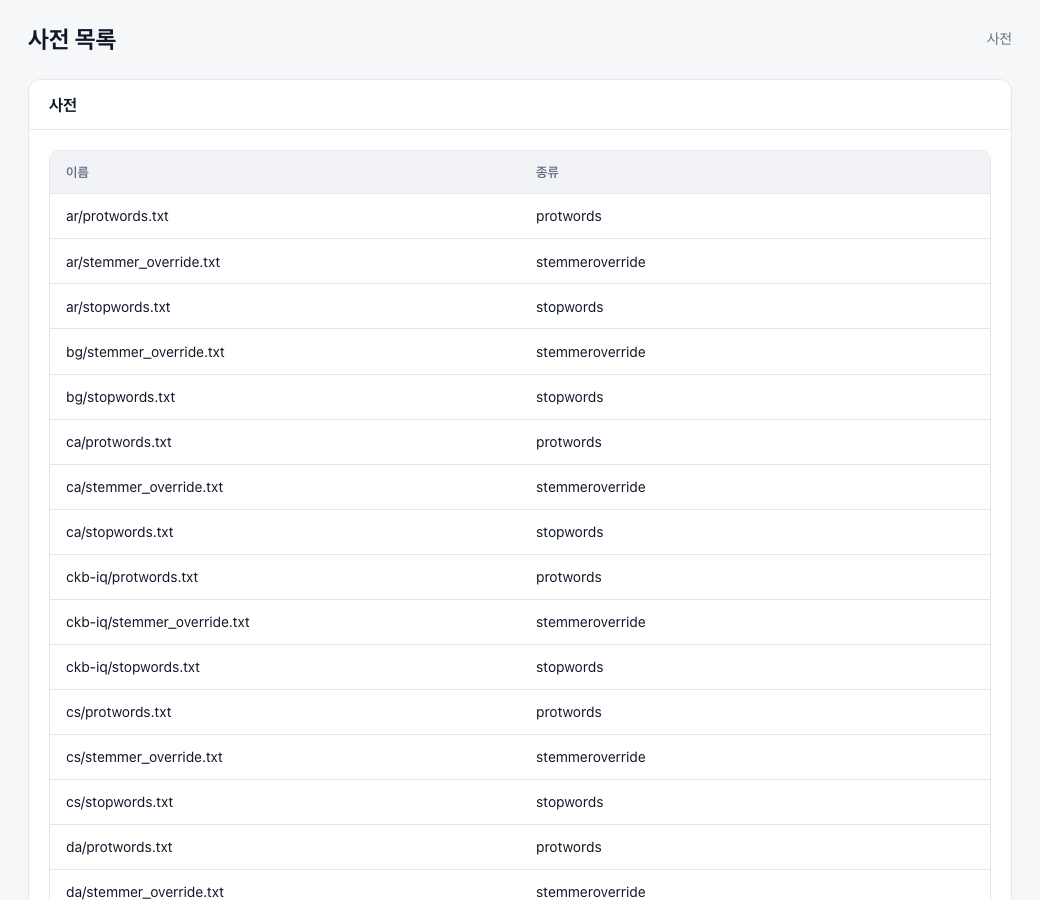 사전 목록
사전
사전
이름 종류
ar/protwords.txt protwords
ar/stemmer_override.txt stemmeroverride
ar/stopwords.txt stopwords
bg/stemmer_override.txt stemmeroverride
bg/stopwords.txt stopwords
ca/protwords.txt protwords
ca/stemmer_override.txt stemmeroverride
ca/stopwords.txt stopwords
ckb-iq/protwords.txt protwords
ckb-iq/stemmer_override.txt stemmeroverride
ckb-iq/stopwords.txt stopwords
cs/protwords.txt protwords
cs/stemmer_override.txt stemmeroverride
cs/stopwords.txt stopwords
da/protwords.txt protwords
da/stemmer_override.txt stemmeroverride